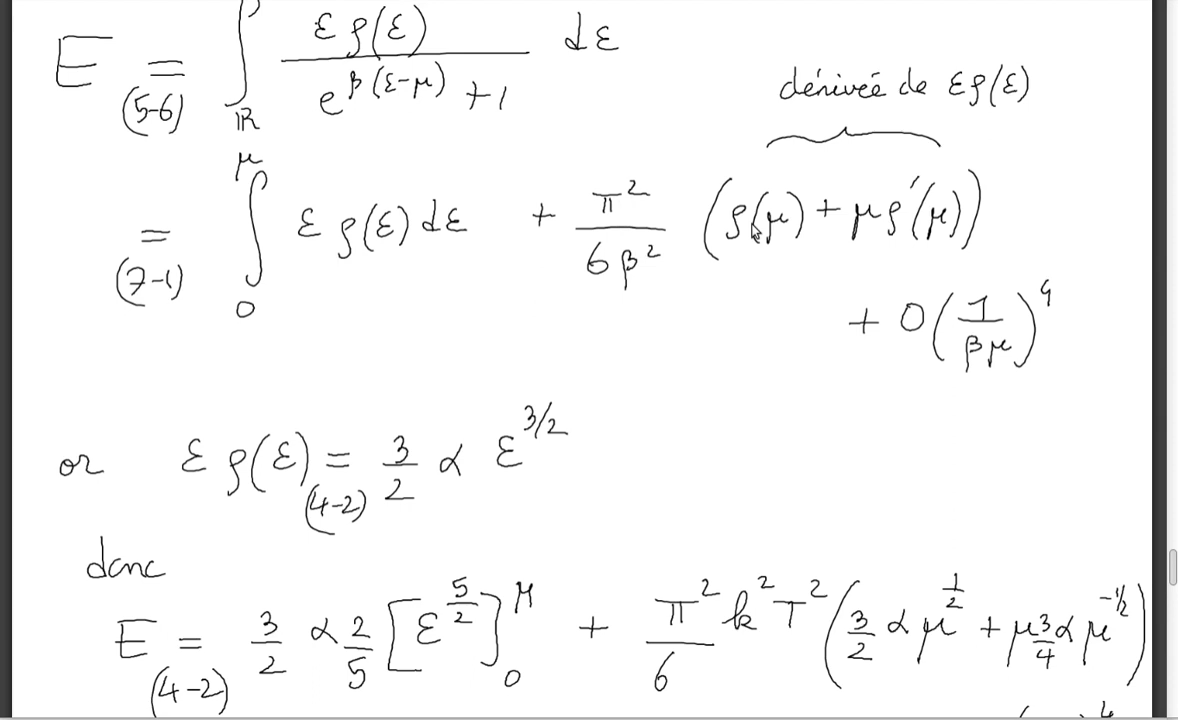 E =_(5-6) ∫_ℝ ερ(ε) / (e^{β(ε-μ)} + 1) dε
dérivée de ερ(ε)
=_(7-1) ∫_0^μ ε ρ(ε) dε + π²/(6β²) (ρ(μ) + μρ'(μ))
+ O(1/βμ)^4
or ε ρ(ε) =_(4-2) 3/2 α ε^{3/2}
donc
E =_(4-2) 3/2 α 2/5 [ε^{5/2}]_0^μ + π²k²T²/6 (3/2 α μ^{1/2} + μ 3/4 α μ^{-1/2})